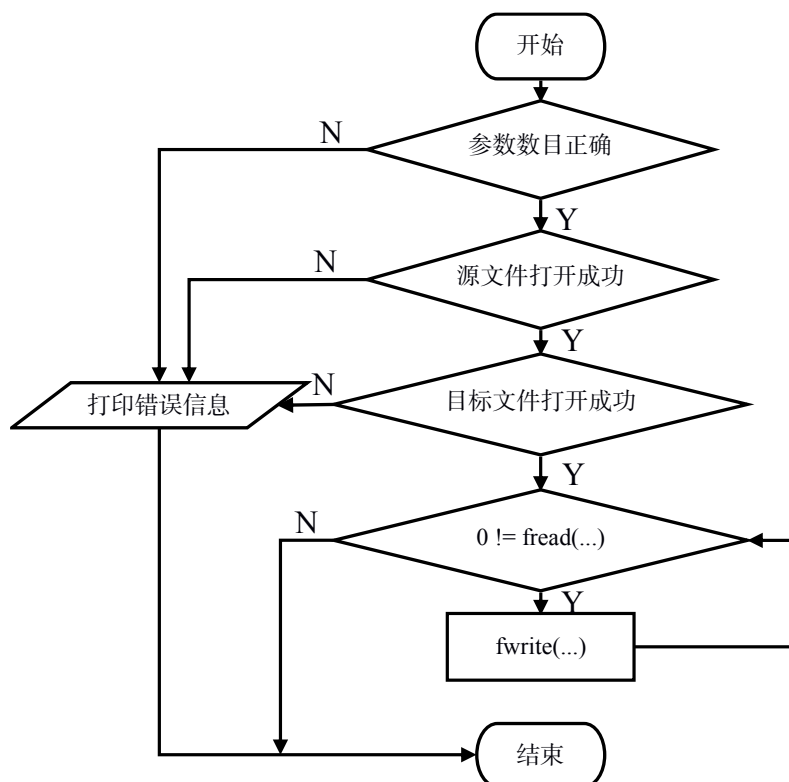 开始
N
参数数目正确
Y
N
源文件打开成功
Y
打印错误信息
N
目标文件打开成功
Y
N
0 != fread(...)
Y
fwrite(...)
结束